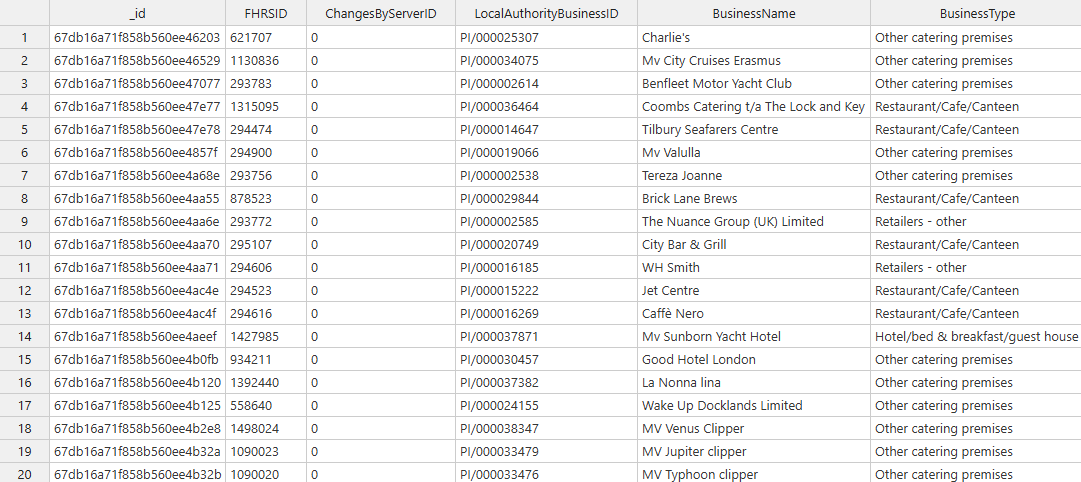 _id FHRSID ChangesByServerID LocalAuthorityBusinessID BusinessName BusinessType
1 67db16a71f858b560ee46203 621707 0 PI/000025307 Charlie's Other catering premises
2 67db16a71f858b560ee46529 1130836 0 PI/000034075 Mv City Cruises Erasmus Other catering premises
3 67db16a71f858b560ee47077 293783 0 PI/000002614 Benfleet Motor Yacht Club Other catering premises
4 67db16a71f858b560ee47e77 1315095 0 PI/000036464 Coombs Catering t/a The Lock and Key Restaurant/Cafe/Canteen
5 67db16a71f858b560ee47e78 294474 0 PI/000014647 Tilbury Seafarers Centre Restaurant/Cafe/Canteen
6 67db16a71f858b560ee4857f 294900 0 PI/000019066 Mv Valulla Other catering premises
7 67db16a71f858b560ee4a68e 293756 0 PI/000002538 Tereza Joanne Other catering premises
8 67db16a71f858b560ee4aa55 878523 0 PI/000029844 Brick Lane Brews Restaurant/Cafe/Canteen
9 67db16a71f858b560ee4aa6e 293772 0 PI/000002585 The Nuance Group (UK) Limited Retailers - other
10 67db16a71f858b560ee4aa70 295107 0 PI/000020749 City Bar & Grill Restaurant/Cafe/Canteen
11 67db16a71f858b560ee4aa71 294606 0 PI/000016185 WH Smith Retailers - other
12 67db16a71f858b560ee4ac4e 294523 0 PI/000015222 Jet Centre Restaurant/Cafe/Canteen
13 67db16a71f858b560ee4ac4f 294616 0 PI/000016269 Caffè Nero Restaurant/Cafe/Canteen
14 67db16a71f858b560ee4aeef 1427985 0 PI/000037871 Mv Sunborn Yacht Hotel Hotel/bed & breakfast/guest house
15 67db16a71f858b560ee4b0fb 934211 0 PI/000030457 Good Hotel London Other catering premises
16 67db16a71f858b560ee4b120 1392440 0 PI/000037382 La Nonna lina Other catering premises
17 67db16a71f858b560ee4b125 558640 0 PI/000024155 Wake Up Docklands Limited Other catering premises
18 67db16a71f858b560ee4b2e8 1498024 0 PI/000038347 MV Venus Clipper Other catering premises
19 67db16a71f858b560ee4b32a 1090023 0 PI/000033479 MV Jupiter clipper Other catering premises
20 67db16a71f858b560ee4b32b 1090020 0 PI/000033476 MV Typhoon clipper Other catering premises